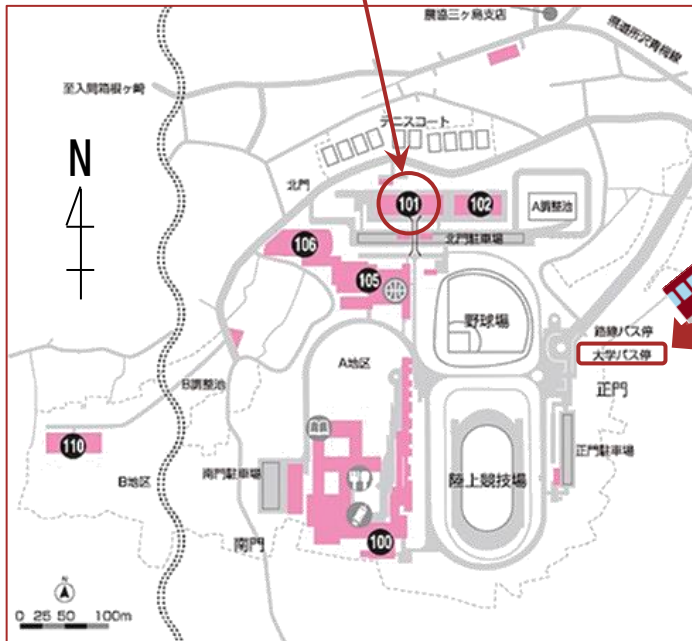 農協三ヶ島支店
県道所沢青梅線
至入間箱根ヶ崎
テニスコート
N
北門
101
102
A調整池
106
北門駐車場
105
野球場
路線バス停
大学バス停
A地区
B調整池
正門
110
南門駐車場
正門駐車場
B地区
陸上競技場
南門
100
N
0 25 50 100m